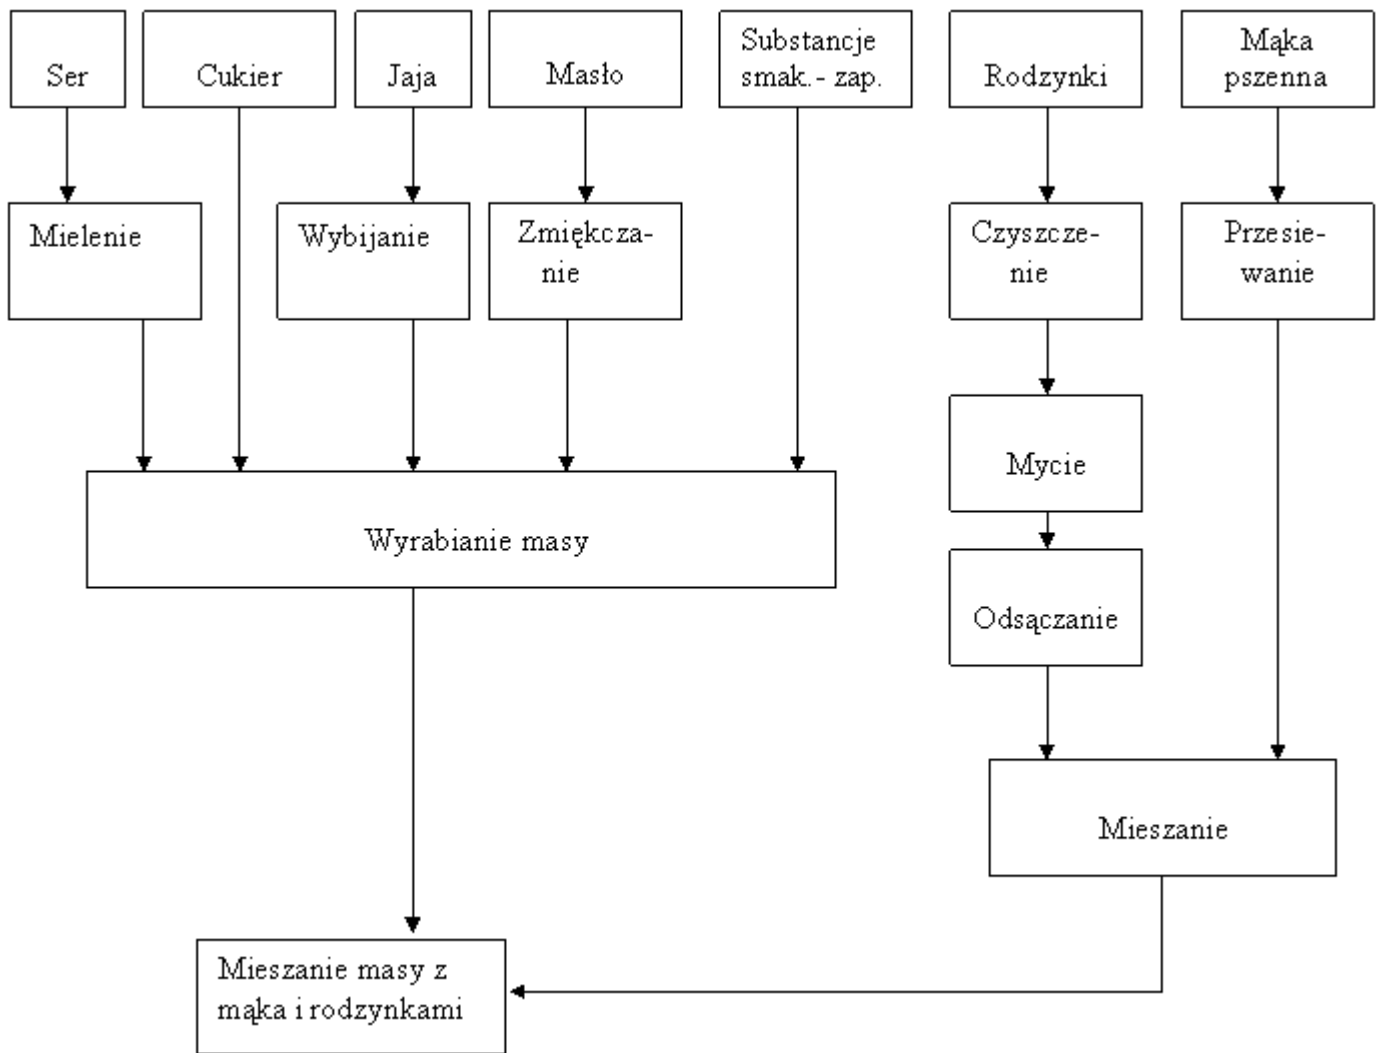 Ser
Cukier
Jaja
Masło
Substancje
smak.- zap.
Rodzynki
Mąka
pszenna
Mielenie
Wybijanie
Zmiękcza-
nie
Czyszcze-
nie
Przesie-
wanie
Mycie
Wyrabianie masy
Odsączanie
Mieszanie
Mieszanie masy z
mąka i rodzynkami